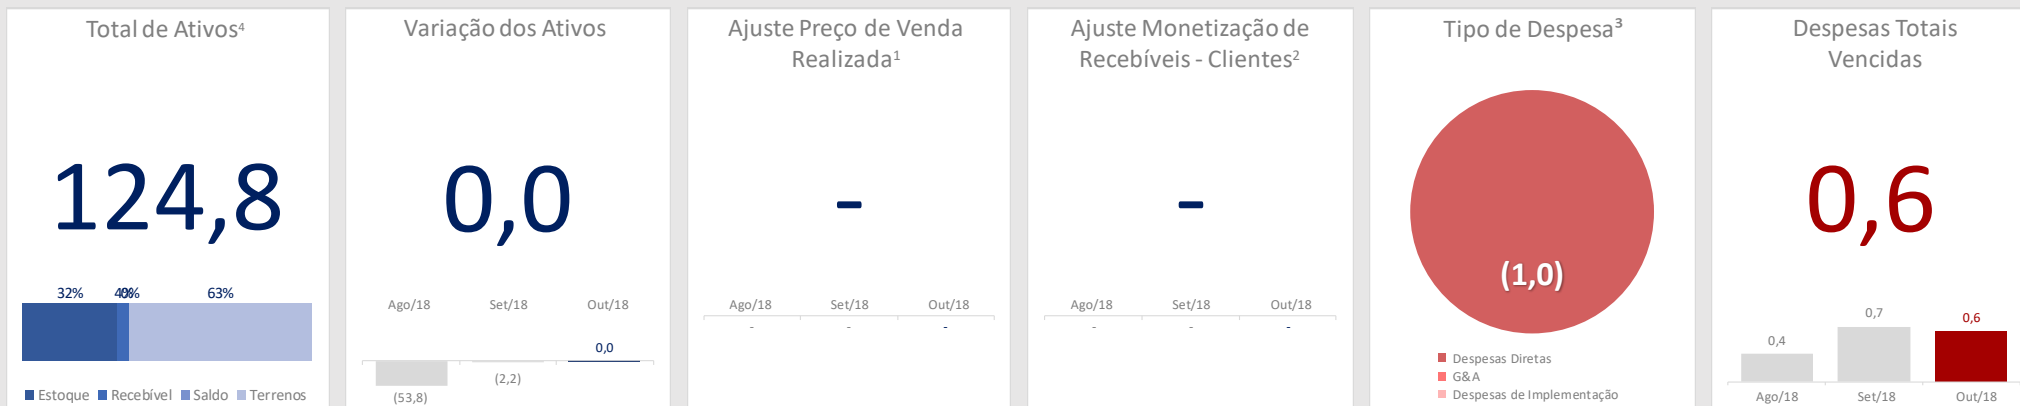 Total de Ativos⁴
124,8
32%
4%
0%
63%
Estoque
Recebível
Saldo
Terrenos
Variação dos Ativos
0,0
Ago/18
Set/18
Out/18
(53,8)
(2,2)
0,0
Ajuste Preço de Venda
Realizada¹
-
Ago/18
Set/18
Out/18
-
-
-
Ajuste Monetização de
Recebíveis - Clientes²
-
Ago/18
Set/18
Out/18
-
-
-
Tipo de Despesa³
(1,0)
Despesas Diretas
G&A
Despesas de Implementação
Despesas Totais
Vencidas
0,6
0,4
0,7
0,6
Ago/18
Set/18
Out/18